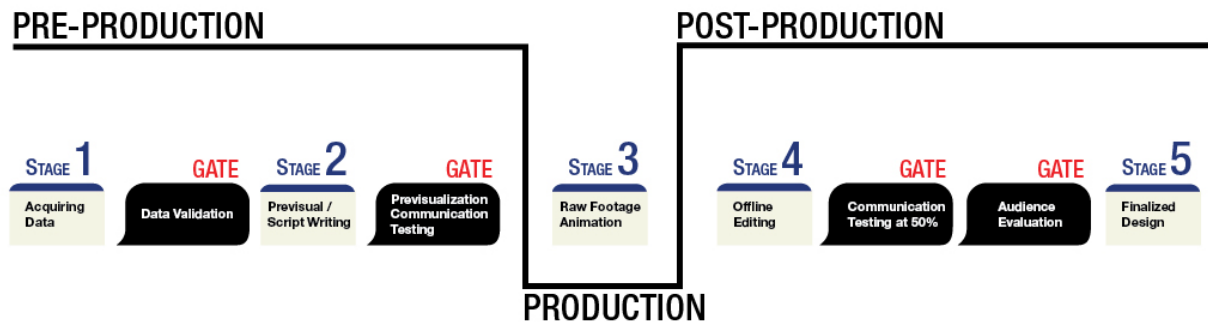 PRE-PRODUCTION
POST-PRODUCTION
STAGE 1
GATE
STAGE 2
GATE
STAGE 3
STAGE 4
GATE
GATE
STAGE 5
Acquiring
Data
Data Validation
Previsual /
Script Writing
Previsualization
Communication
Testing
Raw Footage
Animation
Offline
Editing
Communication
Testing at 50%
Audience
Evaluation
Finalized
Design
PRODUCTION